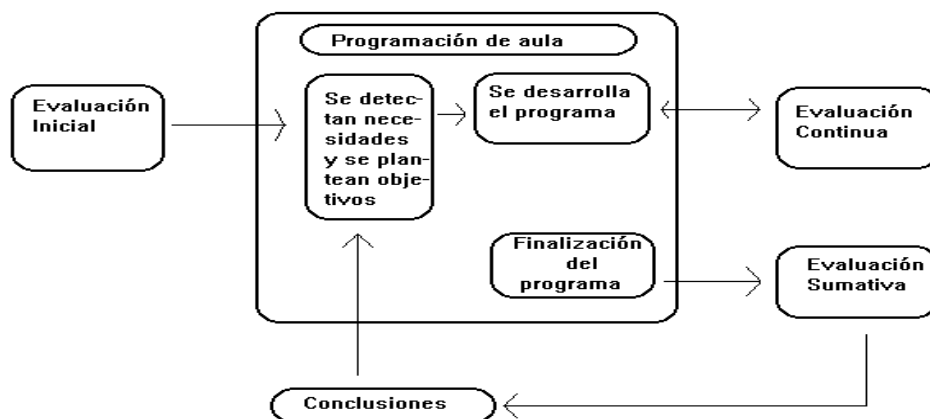 Programación de aula
Evaluación
Inicial
Se detec-
tan nece-
sidades
y se plan-
tean obje-
tivos
Se desarrolla
el programa
Evaluación
Continua
Finalización
del
programa
Evaluación
Sumativa
Conclusiones